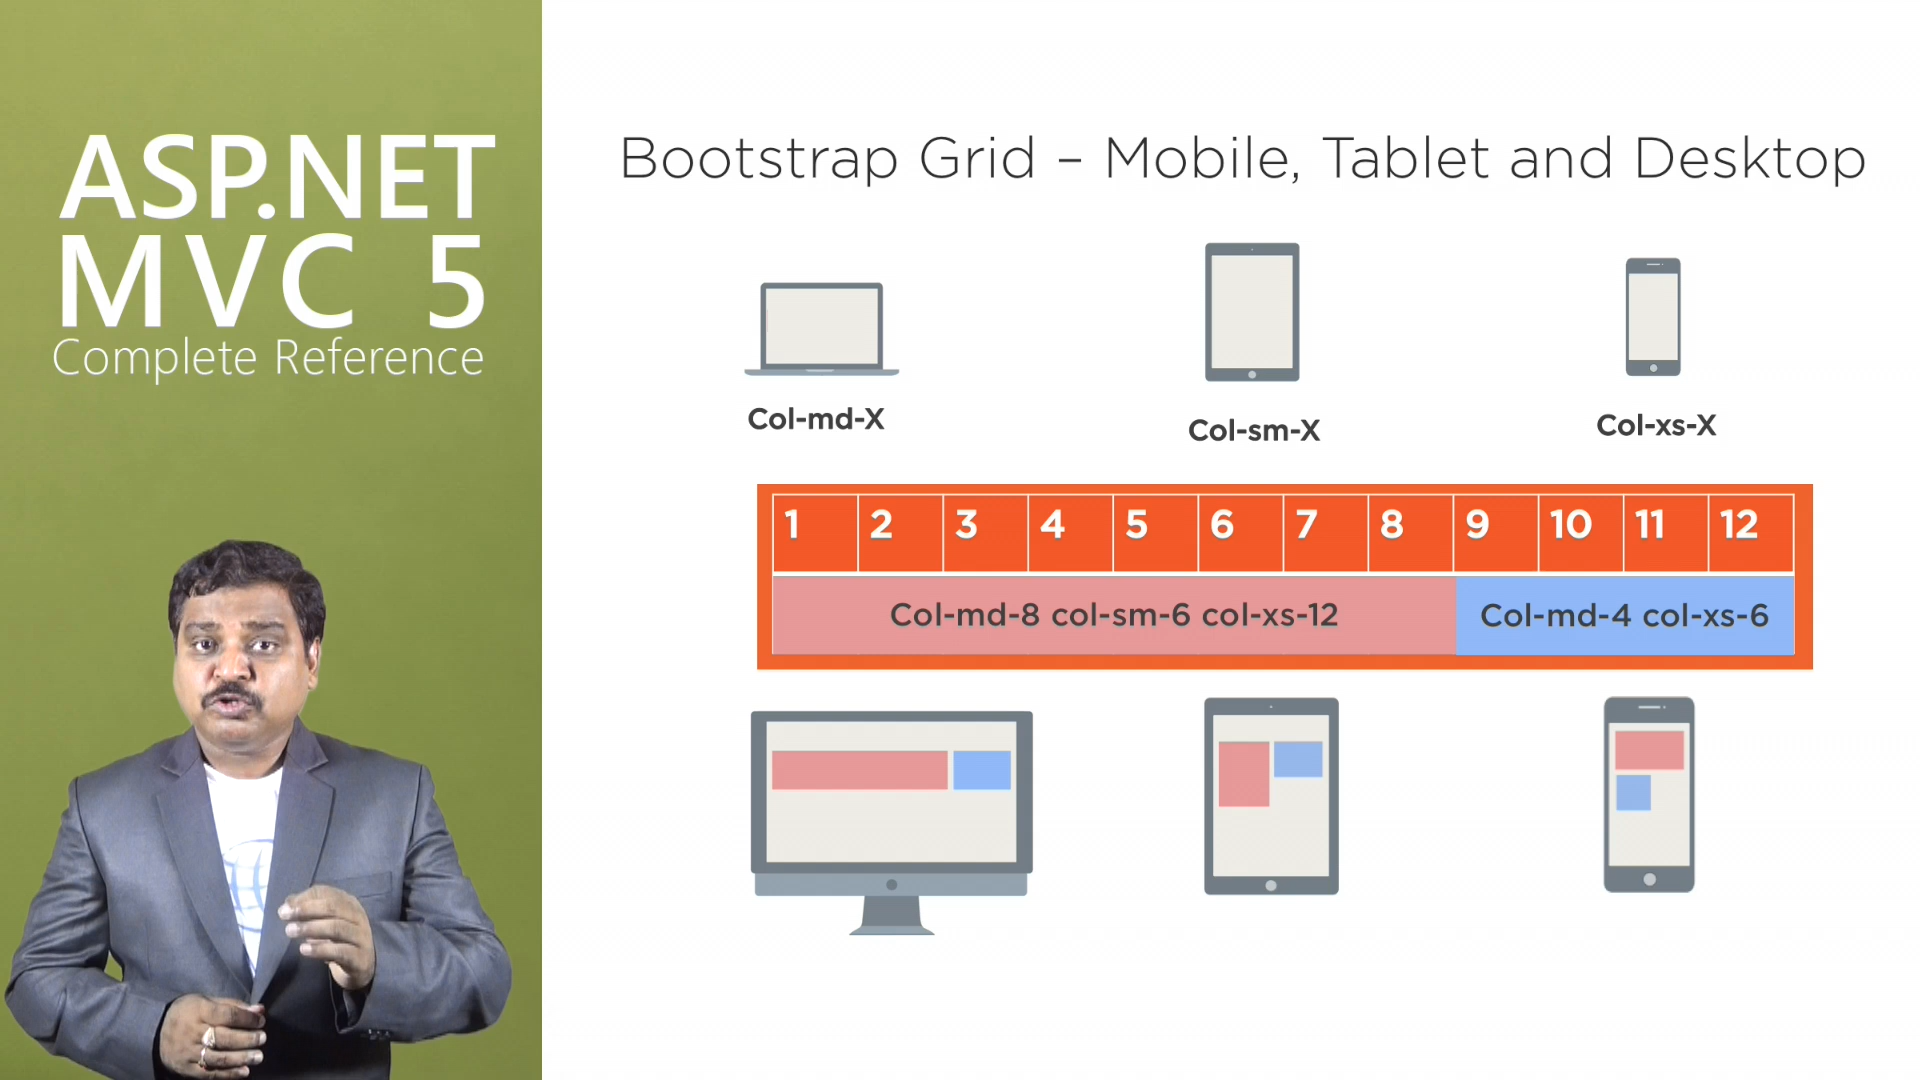 ASP.NET
MVC 5
Complete Reference
Bootstrap Grid – Mobile, Tablet and Desktop
Col-md-X
Col-sm-X
Col-xs-X
1 2 3 4 5 6 7 8 9 10 11 12
Col-md-8 col-sm-6 col-xs-12
Col-md-4 col-xs-6